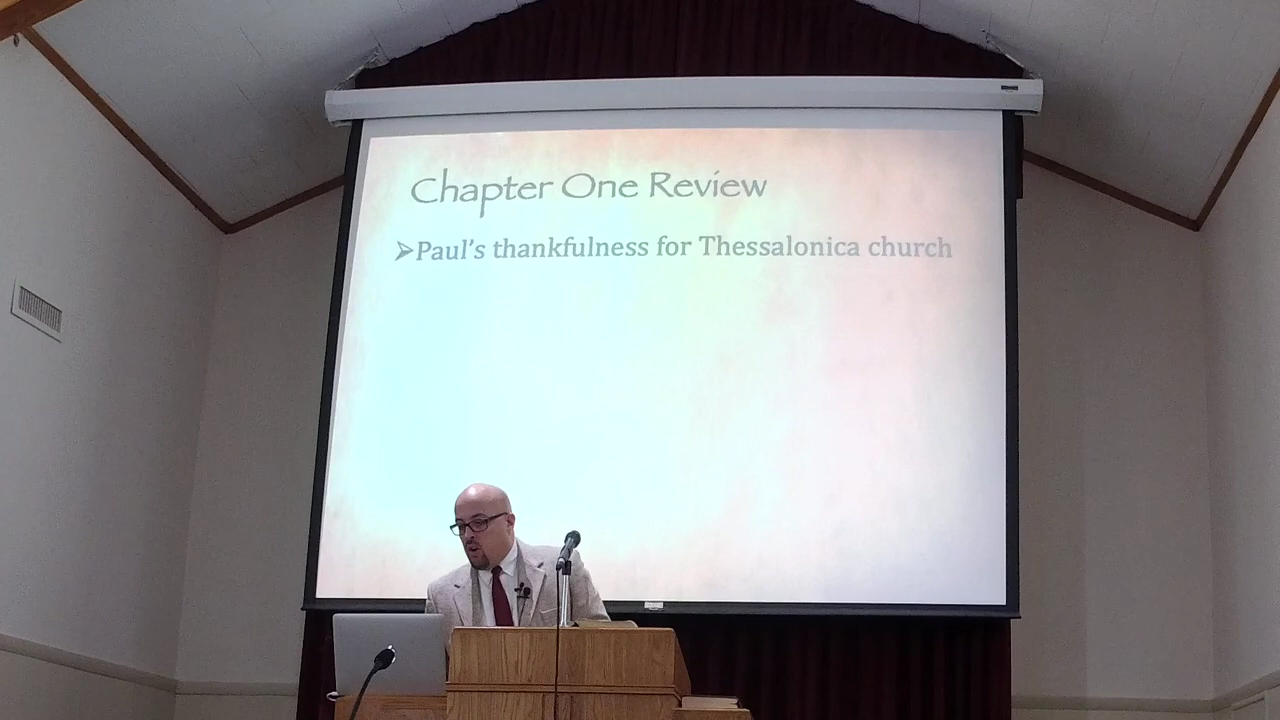 Chapter One Review
➢Paul's thankfulness for Thessalonica church